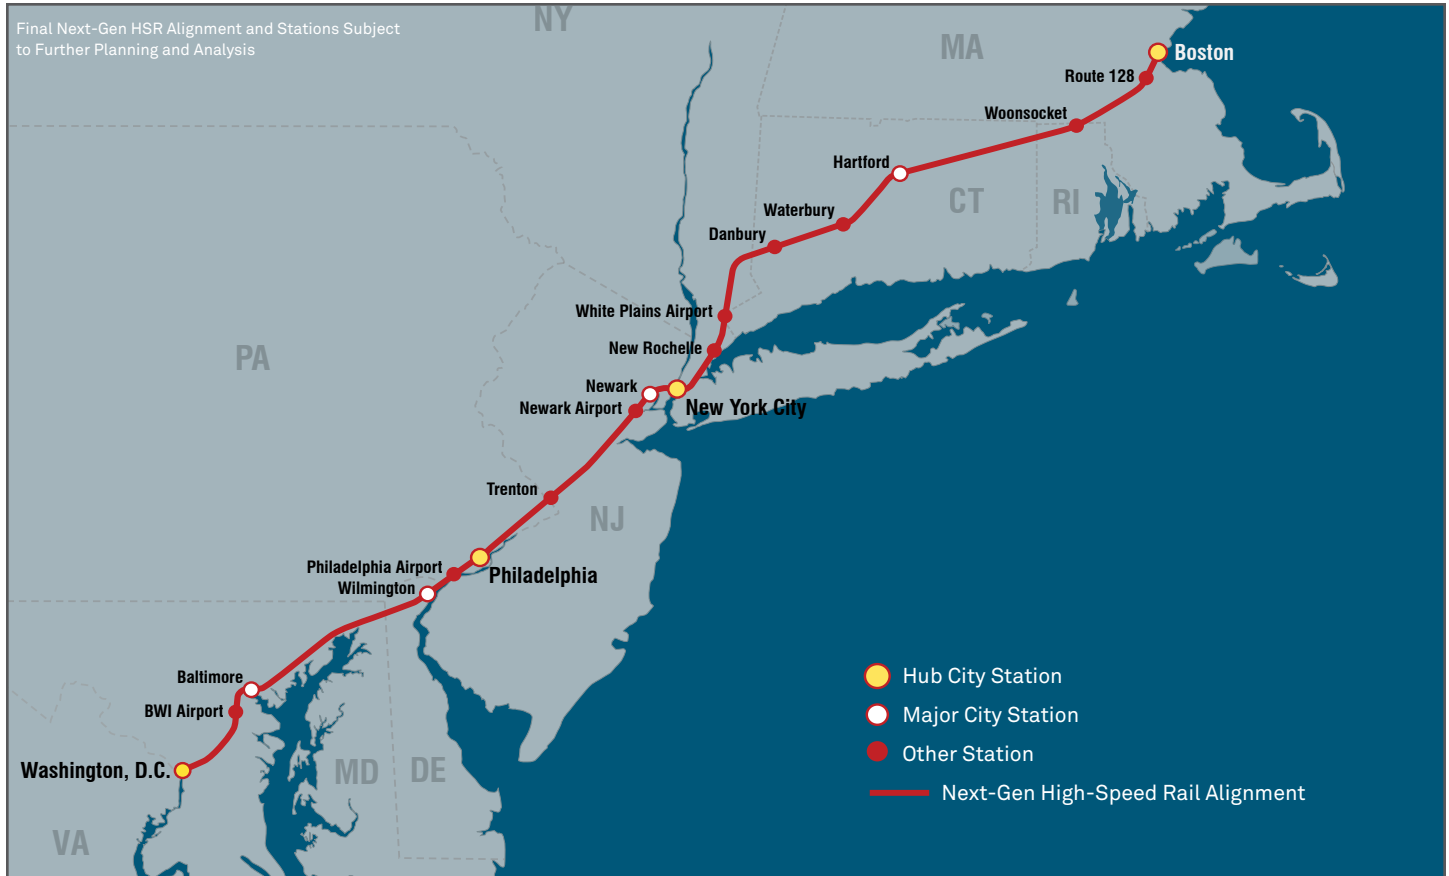 Final Next-Gen HSR Alignment and Stations Subject
to Further Planning and Analysis
NY
MA
Boston
Route 128
Woonsocket
Hartford
CT
RI
Waterbury
Danbury
White Plains Airport
New Rochelle
PA
Newark
Newark Airport
New York City
Trenton
NJ
Philadelphia Airport
Philadelphia
Wilmington
Baltimore
BWI Airport
Washington, D.C.
MD
DE
VA
Hub City Station
Major City Station
Other Station
Next-Gen High-Speed Rail Alignment